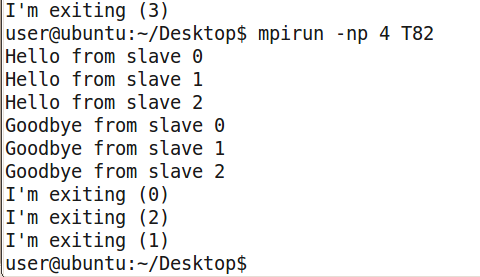 I'm exiting (3)
user@ubuntu:~/Desktop$ mpirun -np 4 T82
Hello from slave 0
Hello from slave 1
Hello from slave 2
Goodbye from slave 0
Goodbye from slave 1
Goodbye from slave 2
I'm exiting (0)
I'm exiting (2)
I'm exiting (1)
user@ubuntu:~/Desktop$